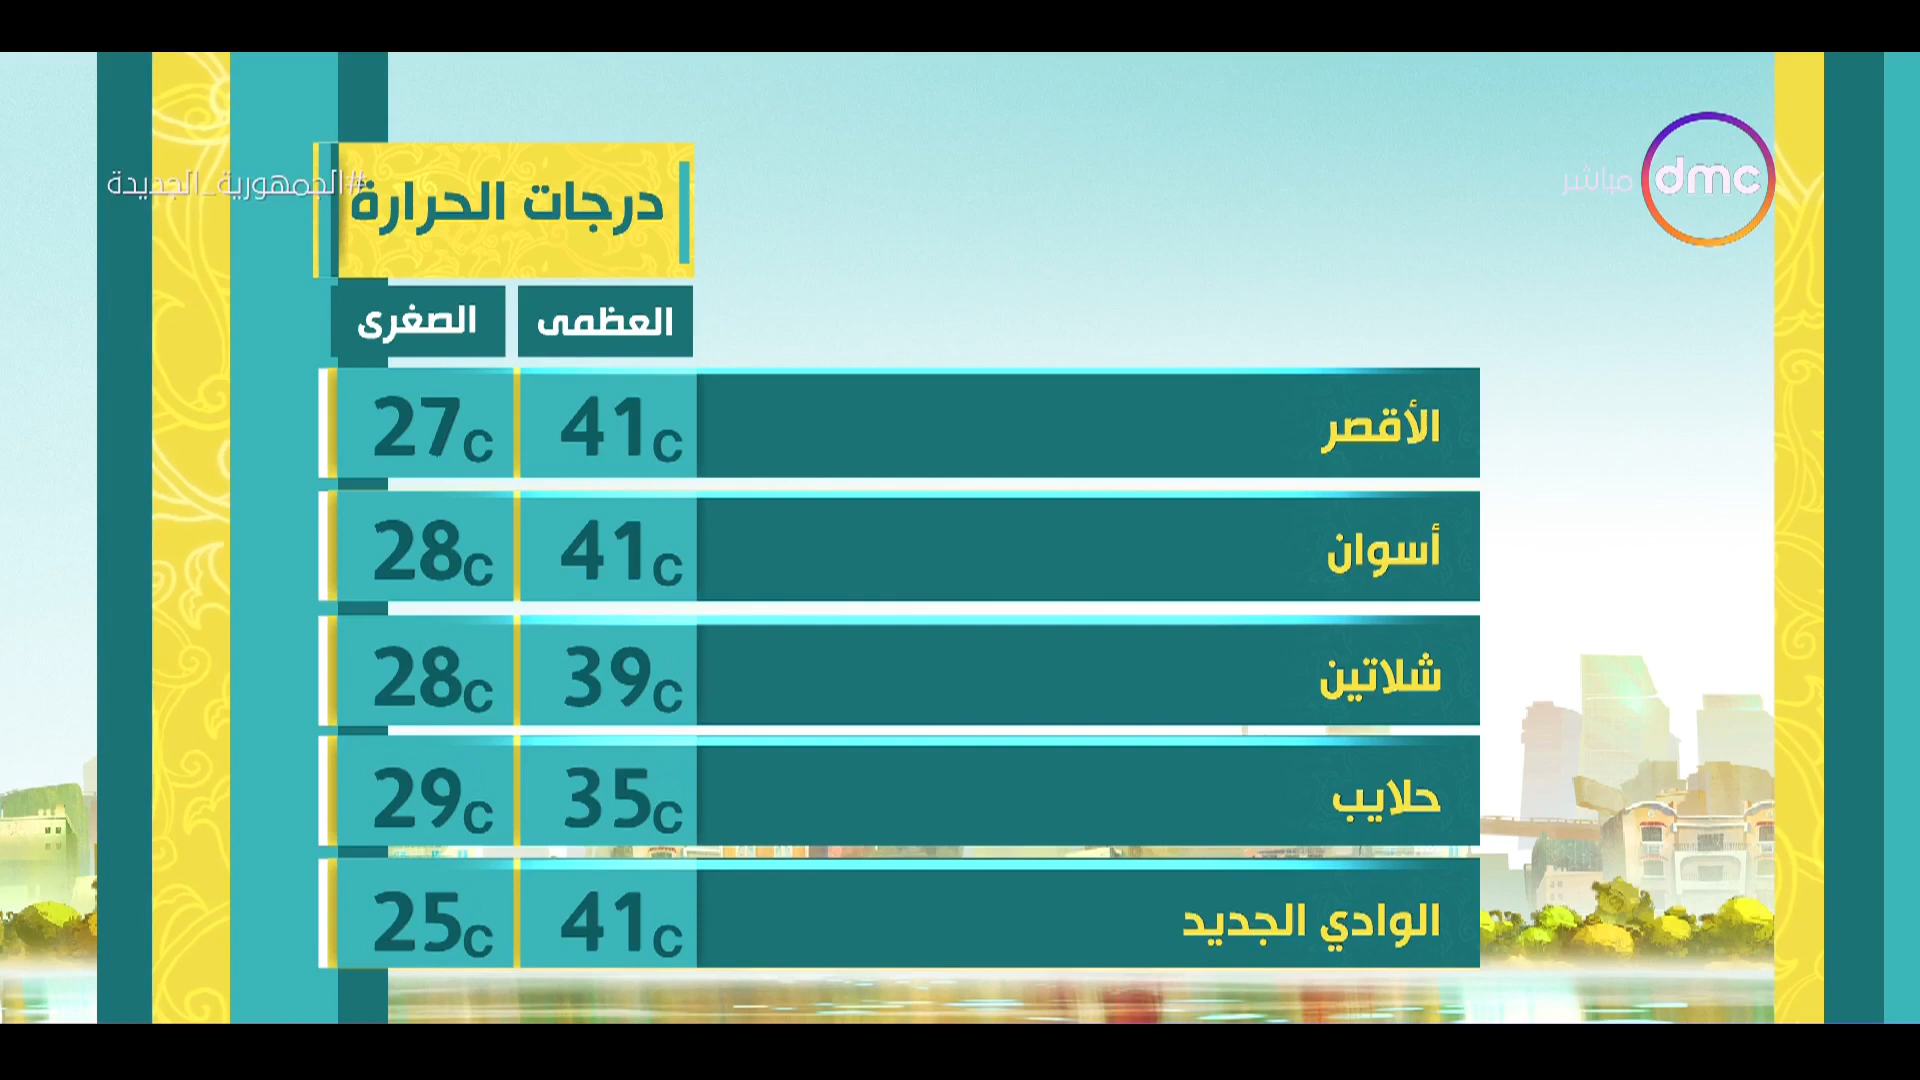 dmc مباشر
#الجمهورية_الجديدة
درجات الحرارة
العظمى الصغرى
الأقصر 41C 27C
أسوان 41C 28C
شلاتين 39C 28C
حلايب 35C 29C
الوادي الجديد 41C 25C